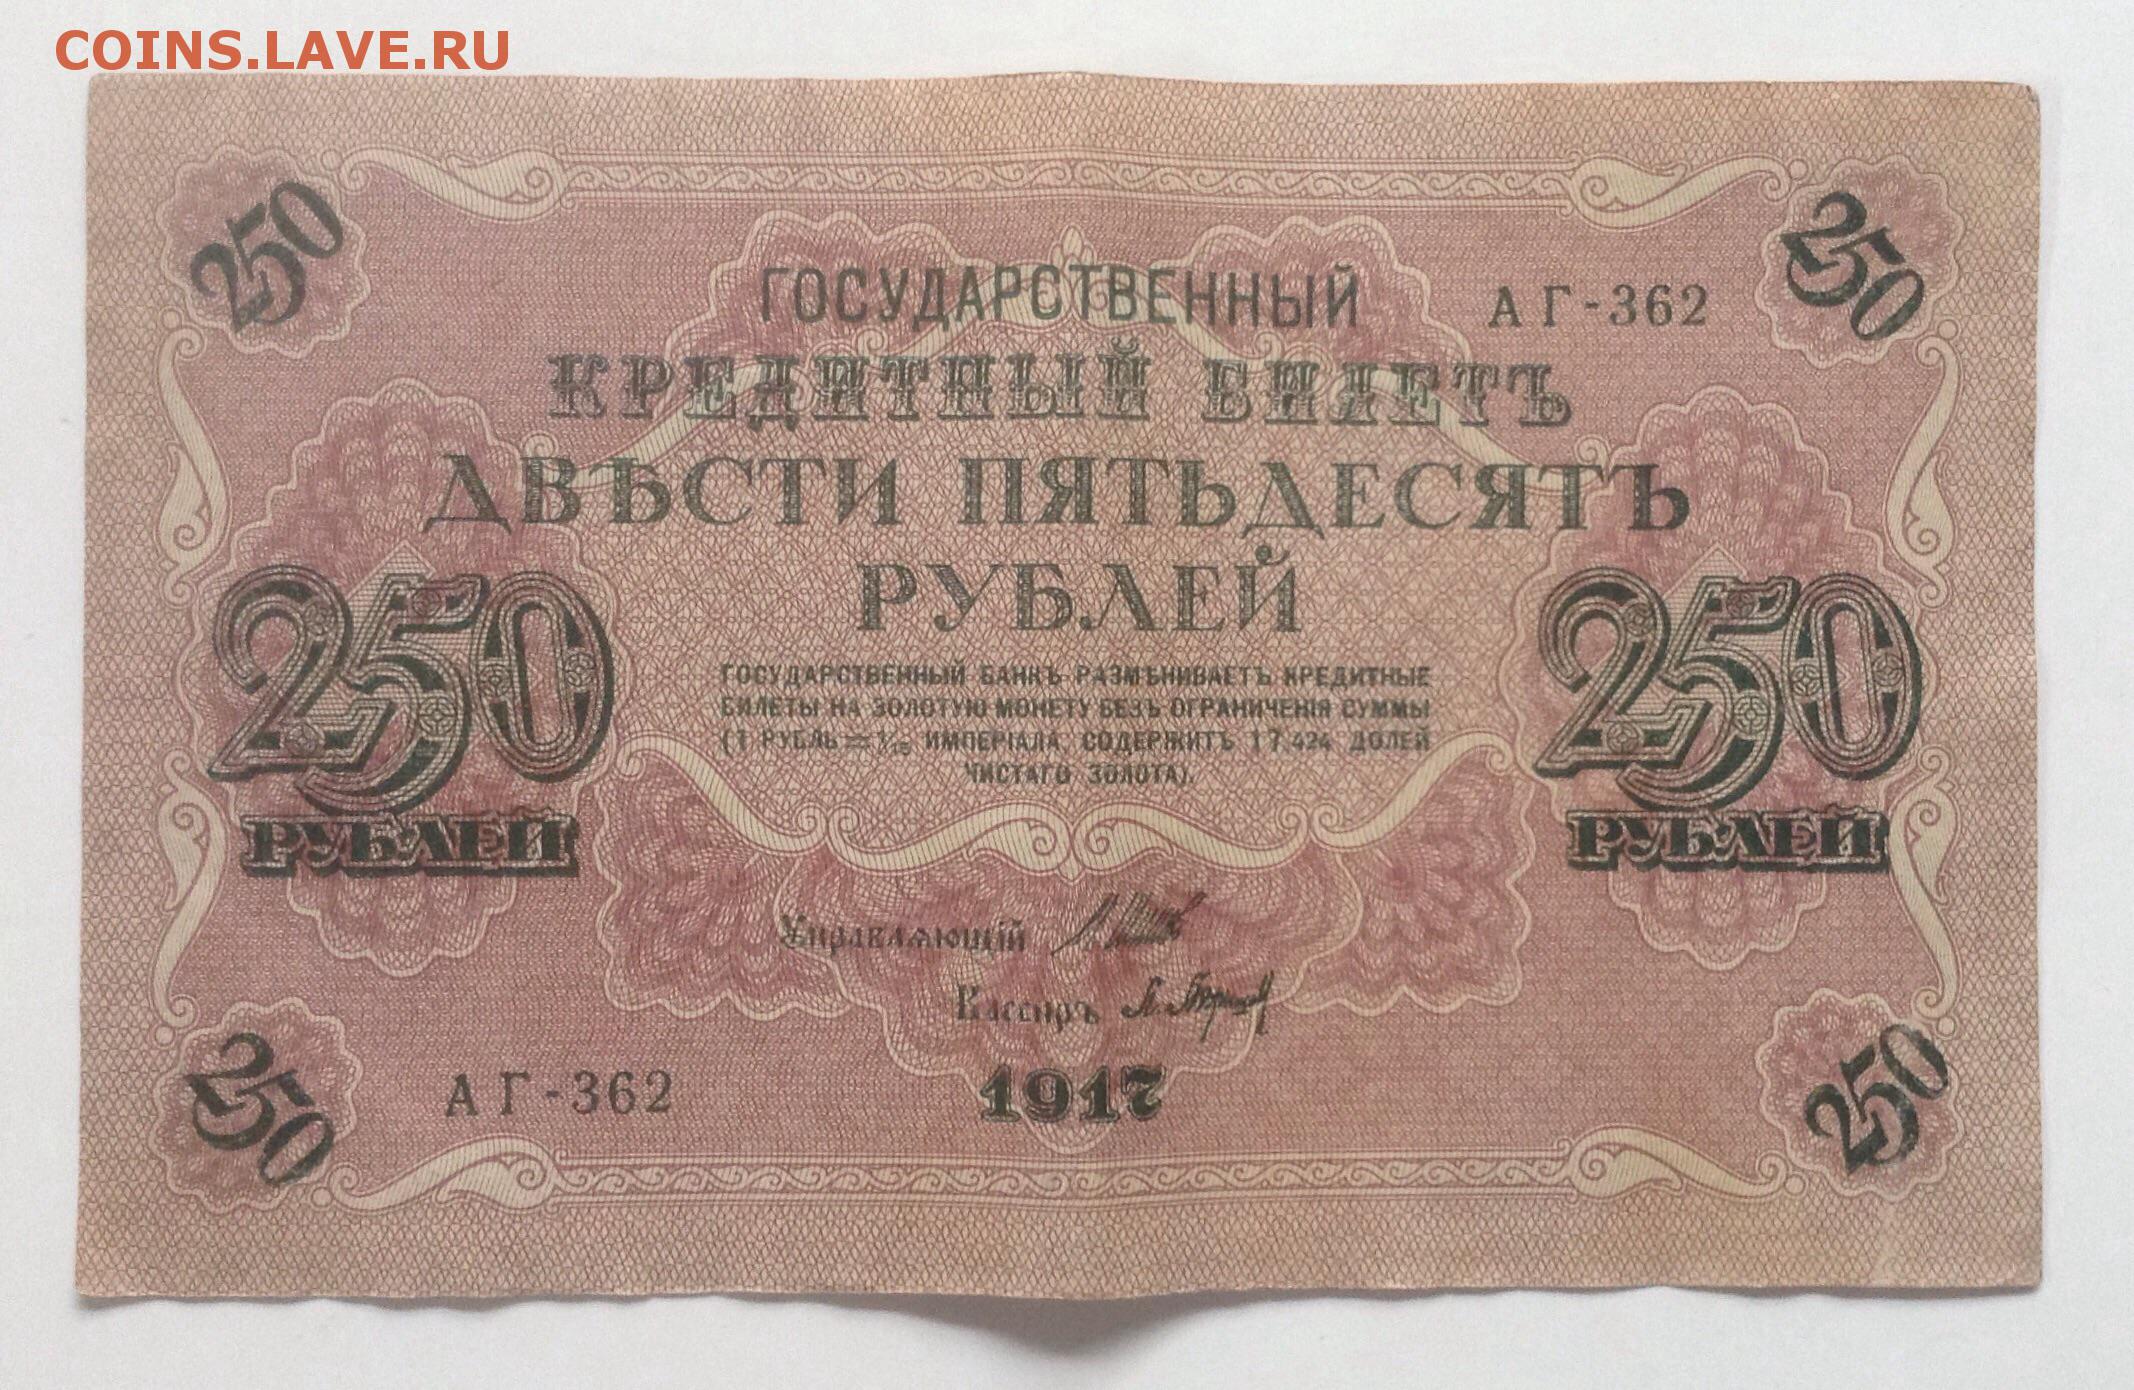 COINS.LAVE.RU
250
250
ГОСУДАРСТВЕННЫЙ
АГ-362
КРЕДИТНЫЙ БИЛЕТЪ
ДВѢСТИ ПЯТЬДЕСЯТЪ
РУБЛЕЙ
250
РУБЛЕЙ
ГОСУДАРСТВЕННЫЙ БАНКЪ РАЗМѢНИВАЕТЪ КРЕДИТНЫЕ
БИЛЕТЫ НА ЗОЛОТУЮ МОНЕТУ БЕЗЪ ОГРАНИЧЕНІЯ СУММЫ
(1 РУБЛЬ = 1/15 ИМПЕРІАЛА, СОДЕРЖИТЪ 17,424 ДОЛЕЙ
ЧИСТАГО ЗОЛОТА).
250
РУБЛЕЙ
Управляющій
Кассиръ
АГ-362
1917
250
250